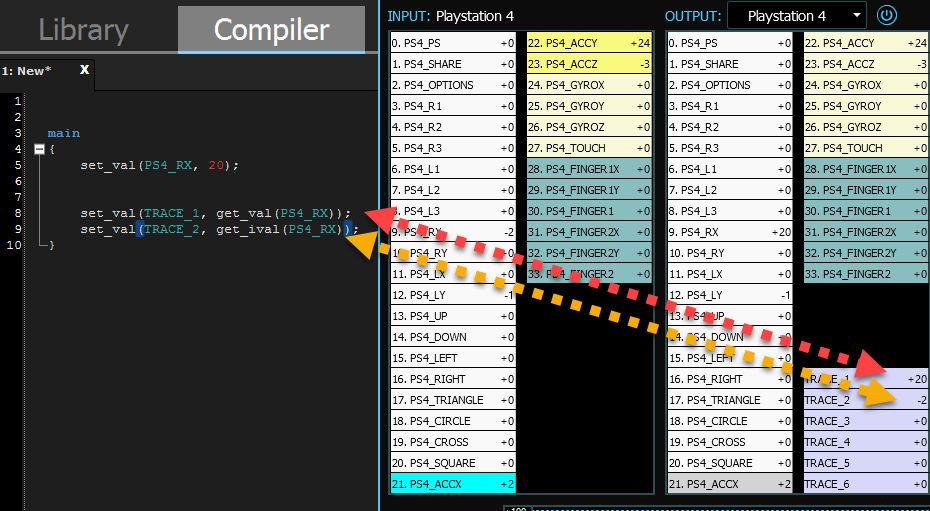 Library
Compiler
1: New*
X
1
2
3 main
4 {
5 set_val(PS4_RX, 20);
6
7
8 set_val(TRACE_1, get_val(PS4_RX));
9 set_val(TRACE_2, get_ival(PS4_RX));
10 }
INPUT: Playstation 4
0. PS4_PS +0
1. PS4_SHARE +0
2. PS4_OPTIONS +0
3. PS4_R1 +0
4. PS4_R2 +0
5. PS4_R3 +0
6. PS4_L1 +0
7. PS4_L2 +0
8. PS4_L3 +0
9. PS4_RX -2
10. PS4_RY +0
11. PS4_LX +0
12. PS4_LY -1
13. PS4_UP +0
14. PS4_DOWN +0
15. PS4_LEFT +0
16. PS4_RIGHT +0
17. PS4_TRIANGLE +0
18. PS4_CIRCLE +0
19. PS4_CROSS +0
20. PS4_SQUARE +0
21. PS4_ACCX +2
22. PS4_ACCY +24
23. PS4_ACCZ -3
24. PS4_GYROX +0
25. PS4_GYROY +0
26. PS4_GYROZ +0
27. PS4_TOUCH +0
28. PS4_FINGER1X +0
29. PS4_FINGER1Y +0
30. PS4_FINGER1 +0
31. PS4_FINGER2X +0
32. PS4_FINGER2Y +0
33. PS4_FINGER2 +0
OUTPUT: Playstation 4
0. PS4_PS +0
1. PS4_SHARE +0
2. PS4_OPTIONS +0
3. PS4_R1 +0
4. PS4_R2 +0
5. PS4_R3 +0
6. PS4_L1 +0
7. PS4_L2 +0
8. PS4_L3 +0
9. PS4_RX +20
10. PS4_RY +0
11. PS4_LX +0
12. PS4_LY -1
13. PS4_UP +0
14. PS4_DOWN +0
15. PS4_LEFT +0
16. PS4_RIGHT +0
17. PS4_TRIANGLE +0
18. PS4_CIRCLE +0
19. PS4_CROSS +0
20. PS4_SQUARE +0
21. PS4_ACCX +2
22. PS4_ACCY +24
23. PS4_ACCZ -3
24. PS4_GYROX +0
25. PS4_GYROY +0
26. PS4_GYROZ +0
27. PS4_TOUCH +0
28. PS4_FINGER1X +0
29. PS4_FINGER1Y +0
30. PS4_FINGER1 +0
31. PS4_FINGER2X +0
32. PS4_FINGER2Y +0
33. PS4_FINGER2 +0
TRACE_1 +20
TRACE_2 -2
TRACE_3 +0
TRACE_4 +0
TRACE_5 +0
TRACE_6 +0